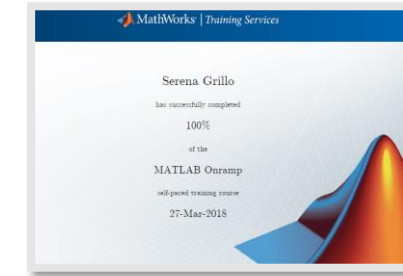 MathWorks | Training Services
Serena Grillo
has successfully completed
100%
of the
MATLAB Onramp
self-paced training course
27-Mar-2018